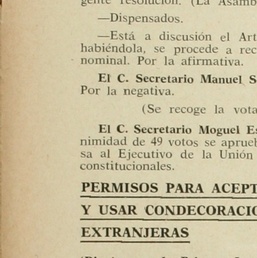 gente resolución. (La Asamb
—Dispensados.
—Está a discusión el Art
habiéndola, se procede a rec
nominal. Por la afirmativa.
El C. Secretario Manuel S
Por la negativa.
(Se recoge la vota
El C. Secretario Moguel Es
nimidad de 49 votos se aprueb
sa al Ejecutivo de la Unión
constitucionales.
PERMISOS PARA ACEPT
Y USAR CONDECORACIO
EXTRANJERAS